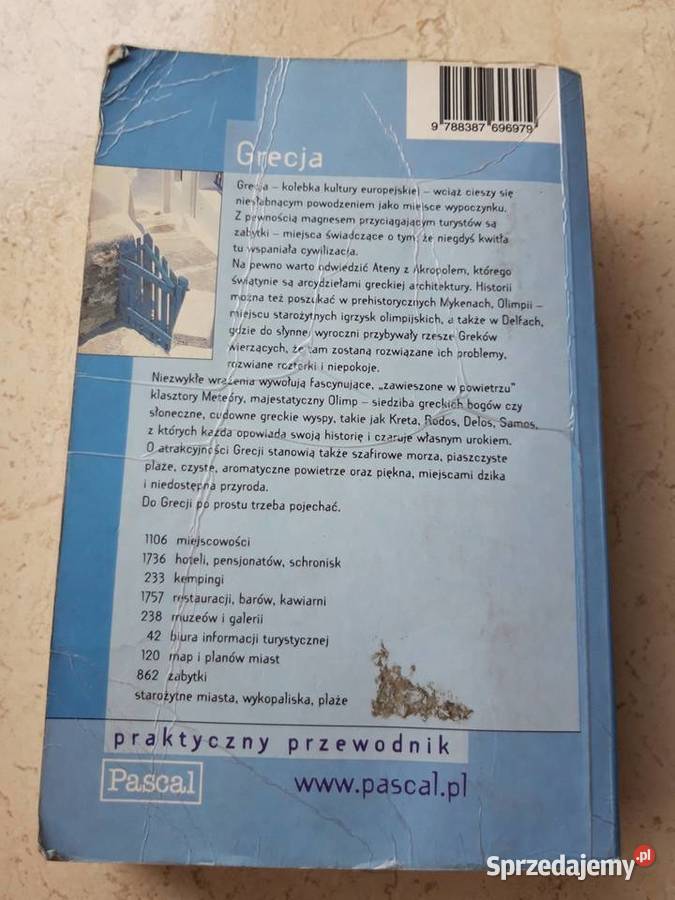 9 788387 696979
Grecja
Grecja – kolebka kultury europejskiej – wciąż cieszy się
niesłabnącym powodzeniem jako miejsce wypoczynku.
Z pewnością magnesem przyciągającym turystów są
zabytki – miejsca świadczące o tym, że niegdyś kwitła
tu wspaniała cywilizacja.
Na pewno warto odwiedzić Ateny z Akropolem, którego
świątynie są arcydziełami greckiej architektury. Historii
można też poszukać w prehistorycznych Mykenach, Olimpii –
miejscu starożytnych igrzysk olimpijskich, a także w Delfach,
gdzie do słynnej wyroczni przybywały rzesze Greków
wierzących, że tam zostaną rozwiązane ich problemy,
rozwiane rozterki i niepokoje.
Niezwykłe wrażenia wywołują fascynujące, „zawieszone w powietrzu”
klasztory Meteory, majestatyczny Olimp – siedziba greckich bogów czy
słoneczne, cudowne greckie wyspy, takie jak Kreta, Rodos, Delos, Samos,
z których każda opowiada swoją historię i czaruje własnym urokiem.
O atrakcyjności Grecji stanowią także szafirowe morza, piaszczyste
plaże, czyste, aromatyczne powietrze oraz piękna, miejscami dzika
i niedostępna przyroda.
Do Grecji po prostu trzeba pojechać.
1106 miejscowości
1736 hoteli, pensjonatów, schronisk
233 kempingi
1757 restauracji, barów, kawiarni
238 muzeów i galerii
42 biura informacji turystycznej
120 map i planów miast
862 zabytki
starożytne miasta, wykopaliska, plaże
praktyczny przewodnik
Pascal
www.pascal.pl
Sprzedajemy.pl